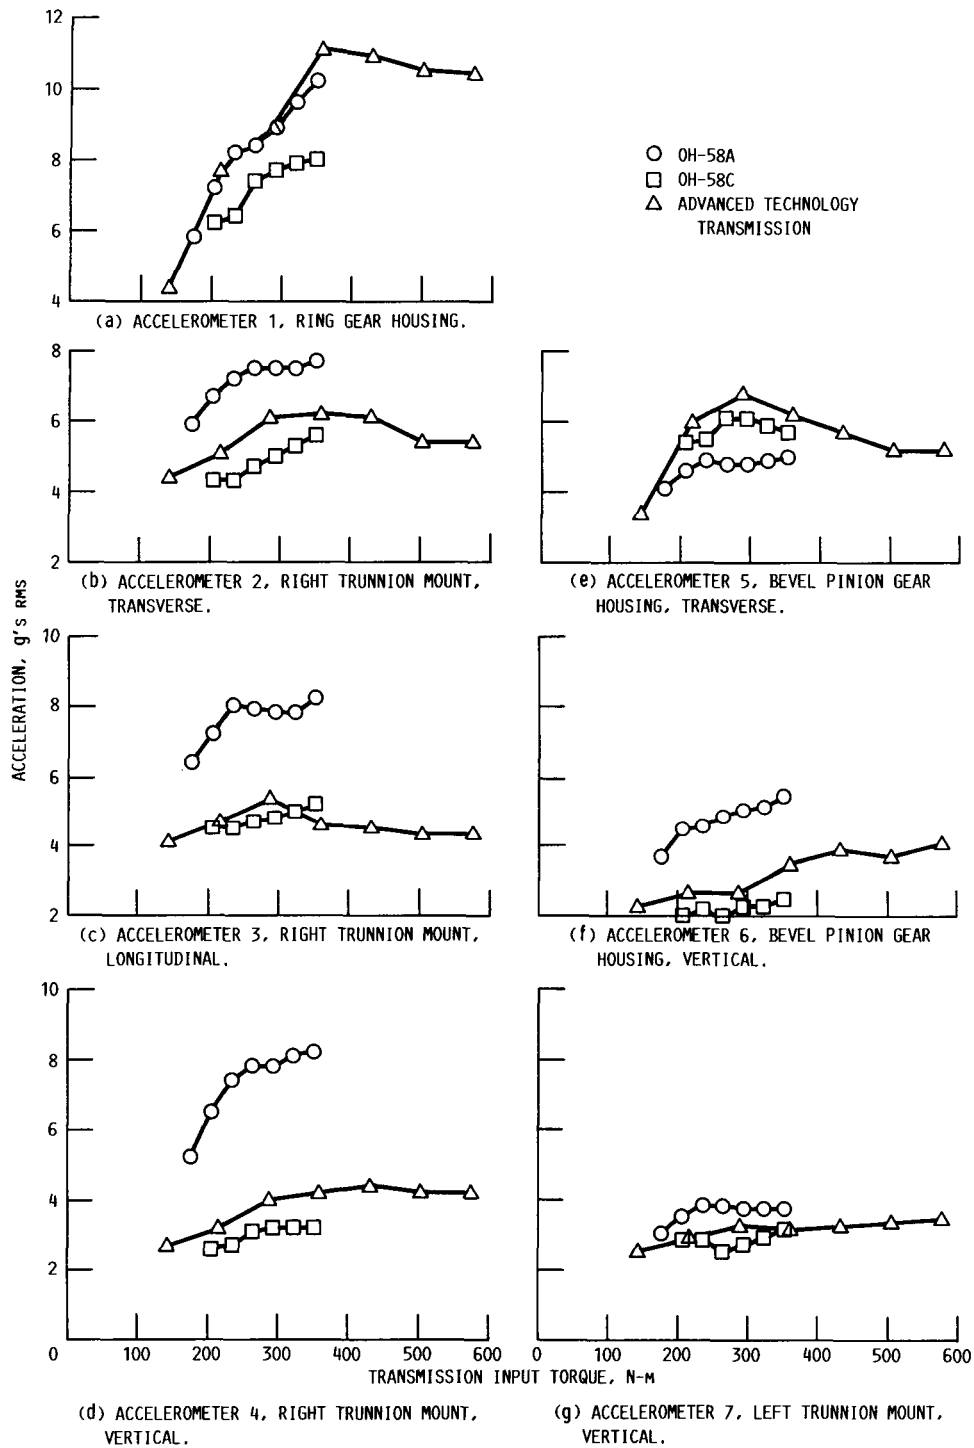 12
10
8
6
4
OH-58A
OH-58C
ADVANCED TECHNOLOGY
TRANSMISSION
(a) ACCELEROMETER 1, RING GEAR HOUSING.
8
6
4
2
(b) ACCELEROMETER 2, RIGHT TRUNNION MOUNT,
TRANSVERSE.
(e) ACCELEROMETER 5, BEVEL PINION GEAR
HOUSING, TRANSVERSE.
ACCELERATION, g's RMS
10
8
6
4
2
(c) ACCELEROMETER 3, RIGHT TRUNNION MOUNT,
LONGITUDINAL.
(f) ACCELEROMETER 6, BEVEL PINION GEAR
HOUSING, VERTICAL.
10
8
6
4
2
0 100 200 300 400 500 600
0 100 200 300 400 500 600
TRANSMISSION INPUT TORQUE, N-M
(d) ACCELEROMETER 4, RIGHT TRUNNION MOUNT,
VERTICAL.
(g) ACCELEROMETER 7, LEFT TRUNNION MOUNT,
VERTICAL.